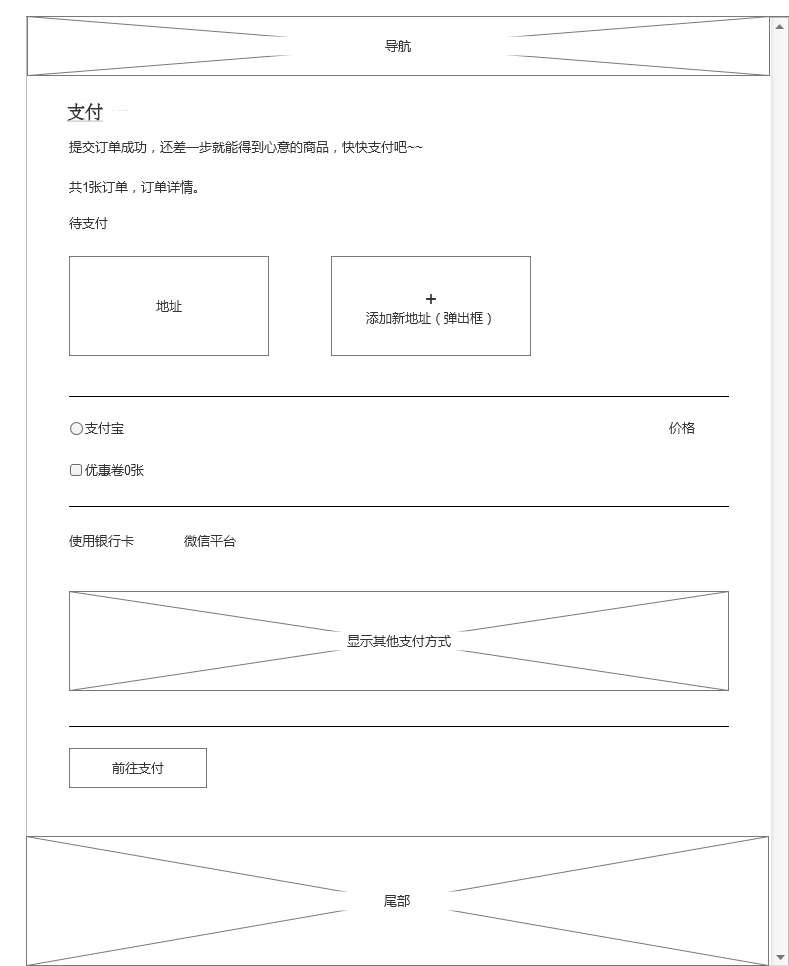 导航
支付
提交订单成功，还差一步就能得到心意的商品，快快支付吧~~
共1张订单，订单详情。
待支付
地址
+
添加新地址（弹出框）
支付宝 价格
优惠卷0张
使用银行卡 微信平台
显示其他支付方式
前往支付
尾部